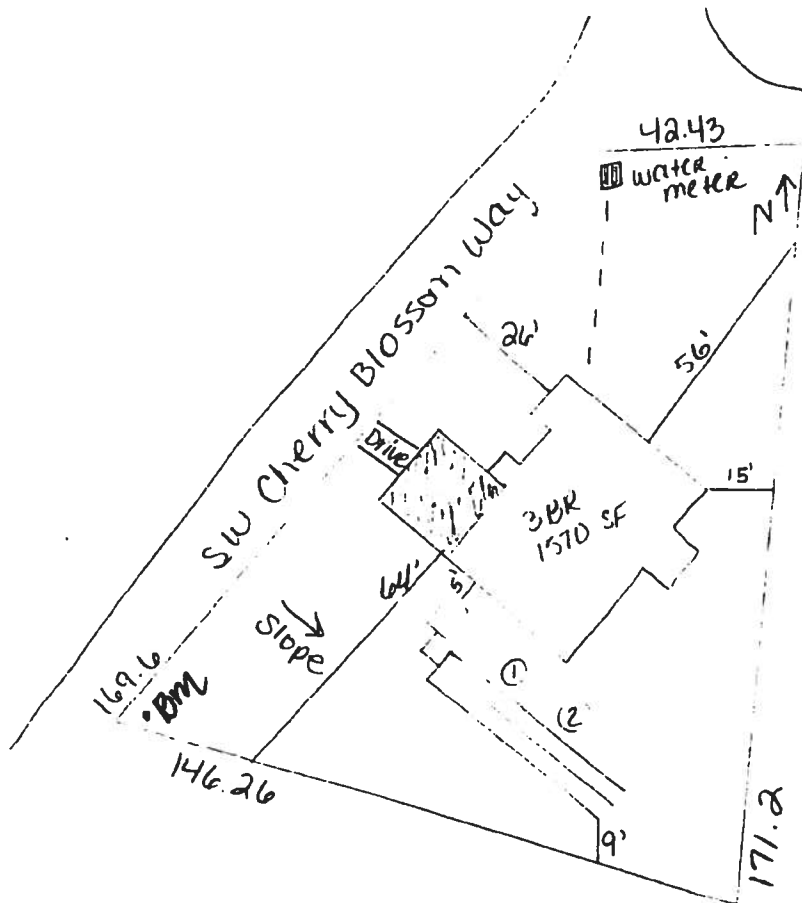 42.43
water
meter
N
SW Cherry Blossom Way
26'
56'
Drive
15'
3BR
1570 SF
64'
5'
Slope
169.6
BM
①
(2
146.26
9'
171.2